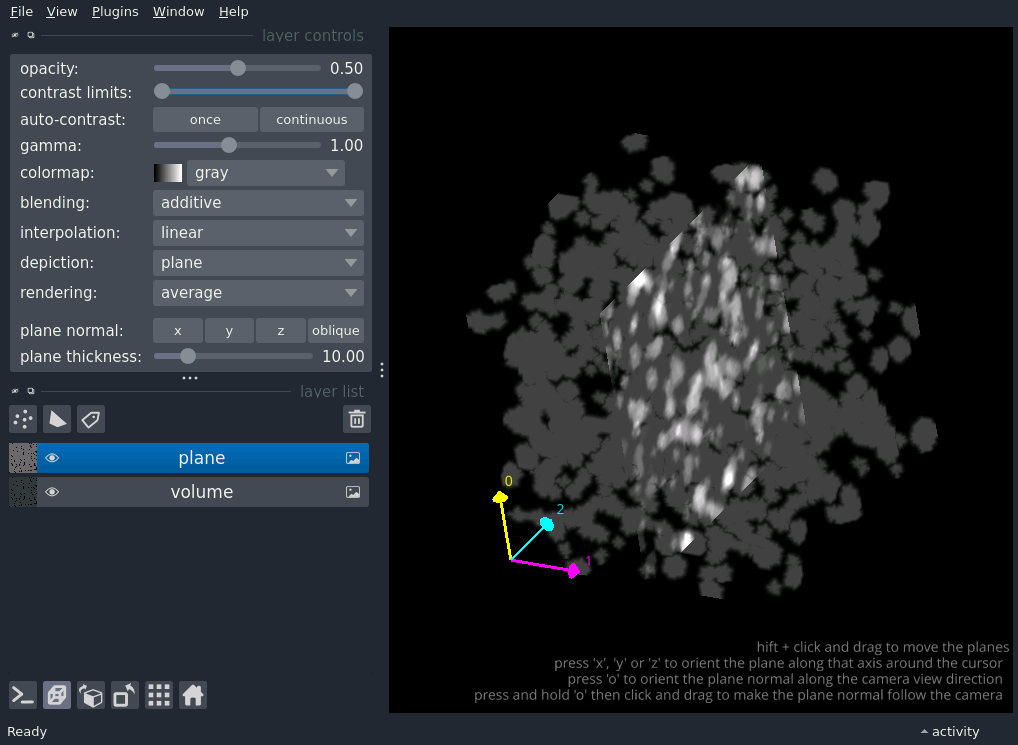 File View Plugins Window Help
layer controls
opacity: 0.50
contrast limits:
auto-contrast: once continuous
gamma: 1.00
colormap: gray
blending: additive
interpolation: linear
depiction: plane
rendering: average
plane normal: x y z oblique
plane thickness: 10.00
layer list
plane
volume
0
2
1
hift + click and drag to move the planes
press 'x', 'y' or 'z' to orient the plane along that axis around the cursor
press 'o' to orient the plane normal along the camera view direction
press and hold 'o' then click and drag to make the plane normal follow the camera
Ready
activity